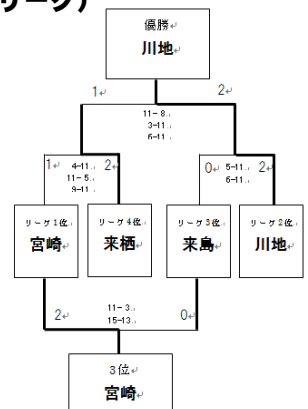 リーグ)
優勝
川地
1 2
11-8
3-11
6-11
1 4-11 2
11-5
9-11
0 5-11 2
6-11
リーグ1位
宮崎
リーグ4位
来栖
リーグ3位
来島
リーグ2位
川地
2 11-3 0
15-13
3位
宮崎